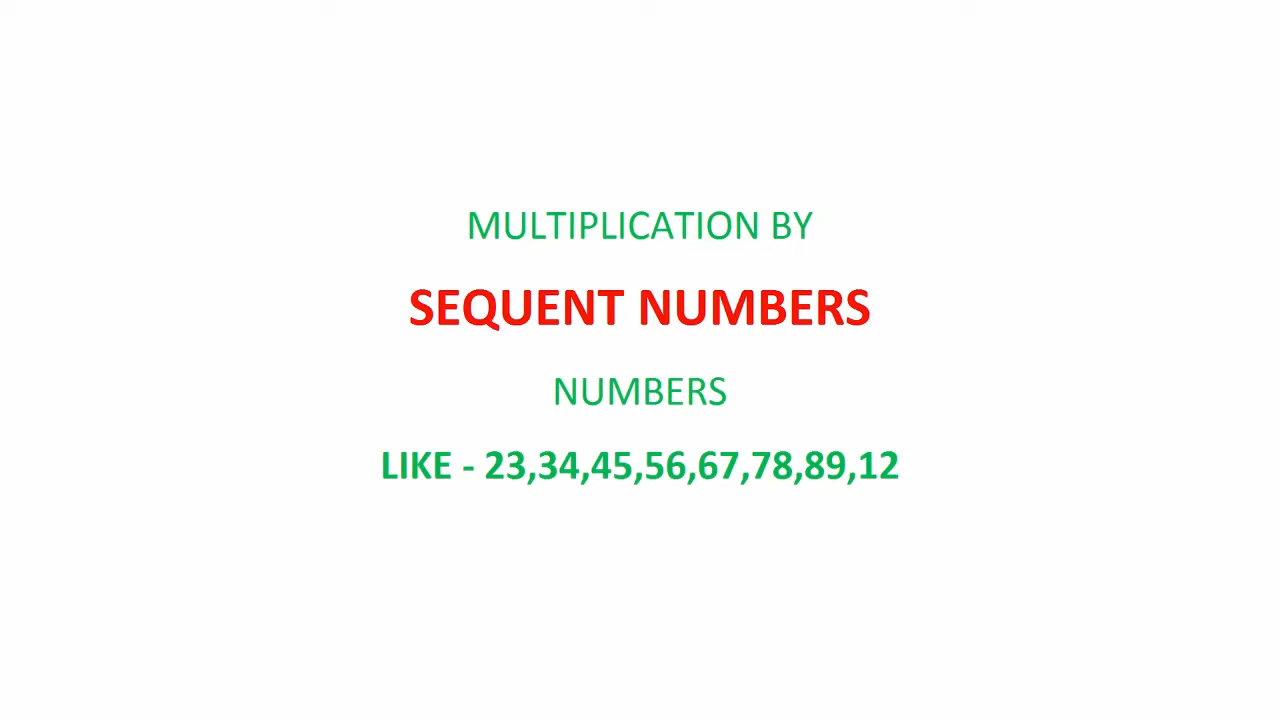 MULTIPLICATION BY
SEQUENT NUMBERS
NUMBERS
LIKE - 23,34,45,56,67,78,89,12